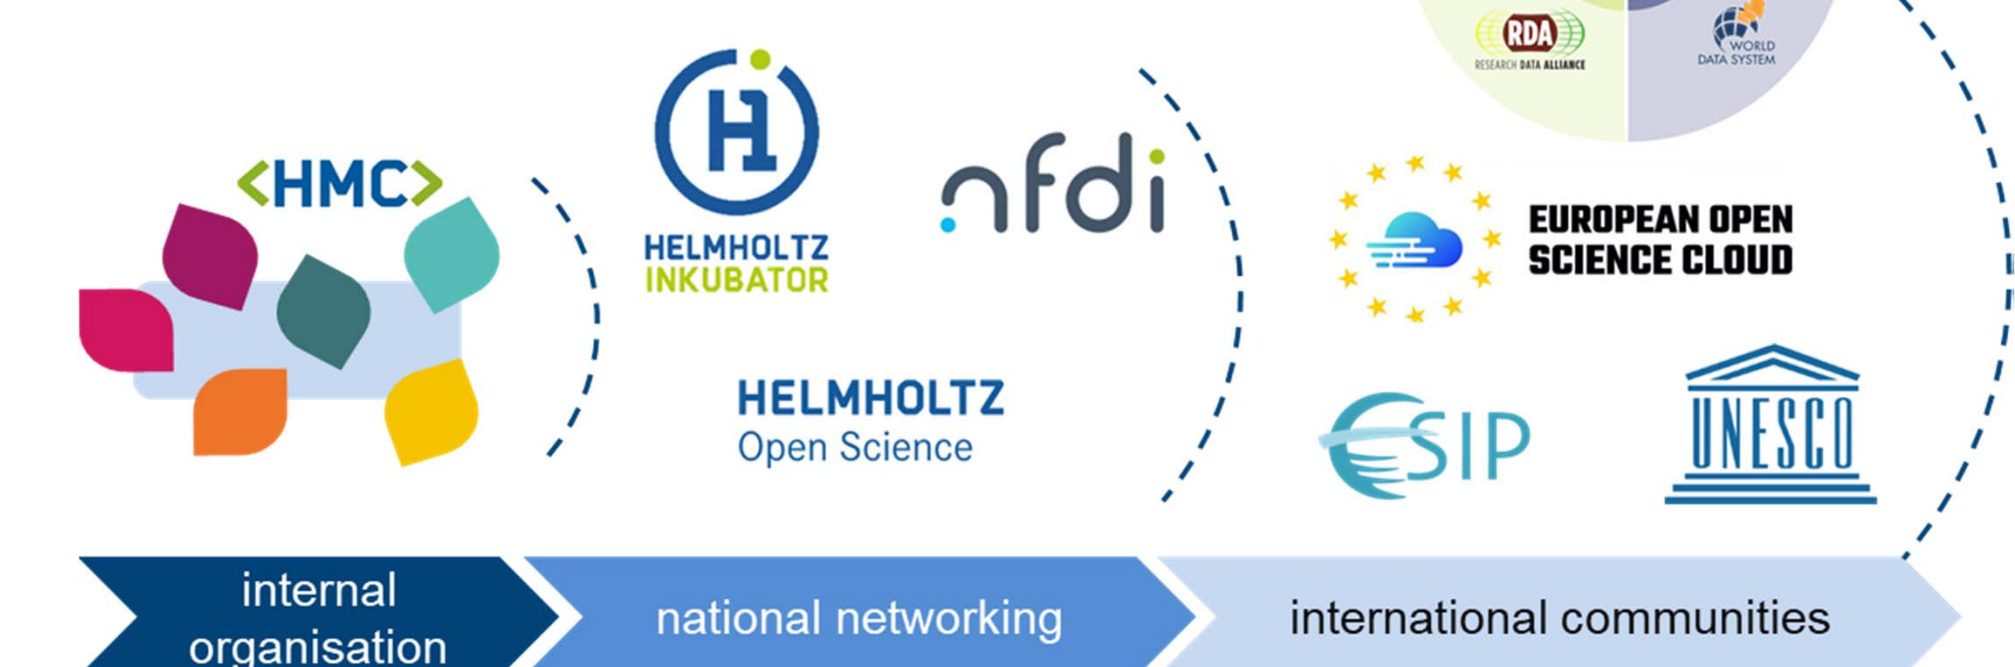 <HMC>
H
HELMHOLTZ
INKUBATOR
nfdi
HELMHOLTZ
Open Science
RDA
RESEARCH DATA ALLIANCE
WORLD
DATA SYSTEM
EUROPEAN OPEN
SCIENCE CLOUD
ESIP
UNESCO
internal
organisation
national networking
international communities